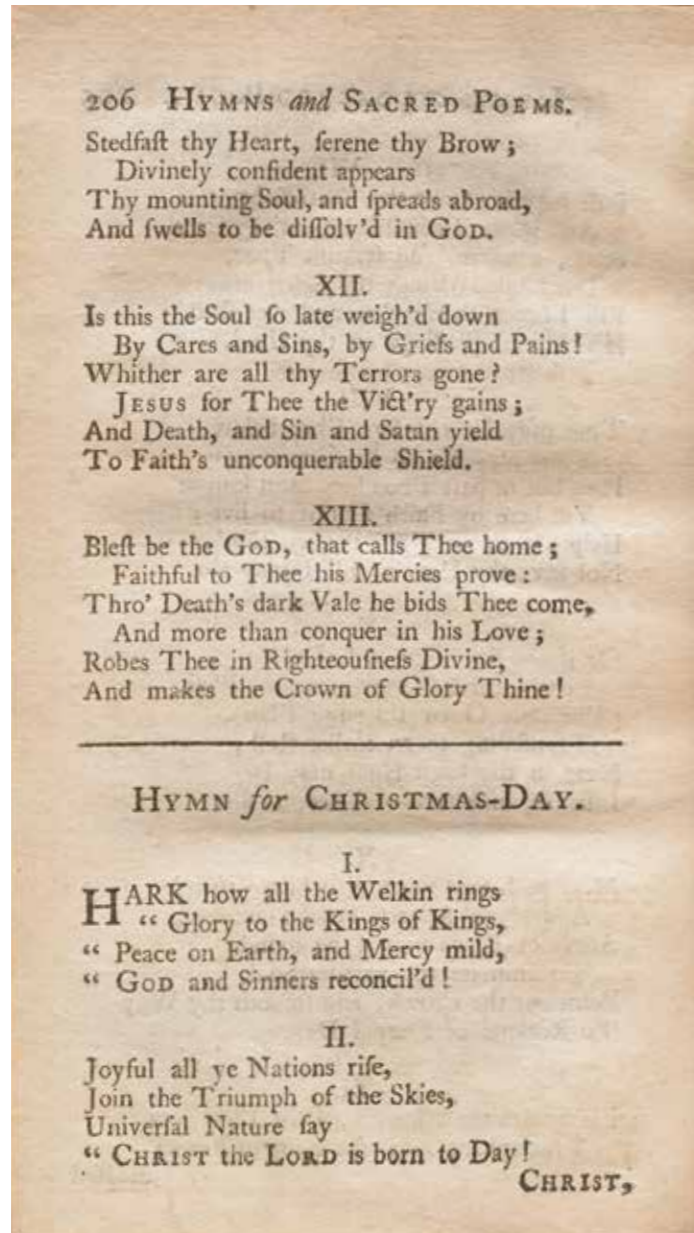 206 HYMNS and SACRED POEMS.
Stedfaſt thy Heart, ſerene thy Brow;
Divinely confident appears
Thy mounting Soul, and ſpreads abroad,
And ſwells to be diſſolv'd in GOD.
XII.
Is this the Soul ſo late weigh'd down
By Cares and Sins, by Griefs and Pains!
Whither are all thy Terrors gone?
JESUS for Thee the Vict'ry gains;
And Death, and Sin and Satan yield
To Faith's unconquerable Shield.
XIII.
Bleſt be the GOD, that calls Thee home;
Faithful to Thee his Mercies prove:
Thro' Death's dark Vale he bids Thee come,
And more than conquer in his Love;
Robes Thee in Righteouſneſs Divine,
And makes the Crown of Glory Thine!
HYMN for CHRISTMAS-DAY.
I.
HARK how all the Welkin rings
“ Glory to the Kings of Kings,
“ Peace on Earth, and Mercy mild,
“ GOD and Sinners reconcil'd!
II.
Joyful all ye Nations riſe,
Join the Triumph of the Skies,
Univerſal Nature ſay
“ CHRIST the LORD is born to Day!
CHRIST,